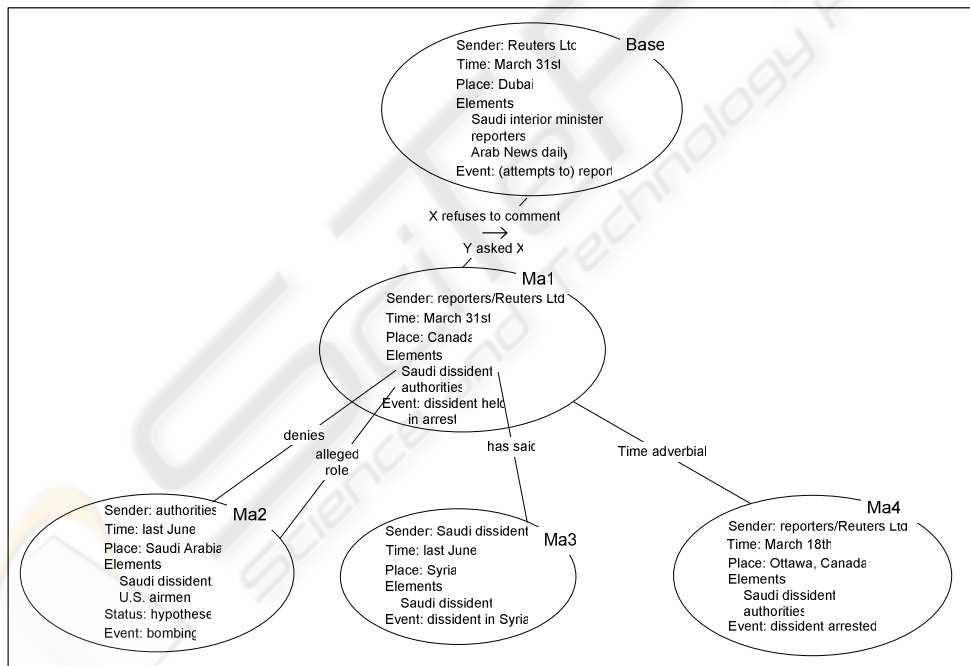 Base
Sender: Reuters Ltd
Time: March 31st
Place: Dubai
Elements
Saudi interior minister
reporters
Arab News daily
Event: (attempts to) report
X refuses to comment
→
Y asked X
Ma1
Sender: reporters/Reuters Ltd
Time: March 31st
Place: Canada
Elements
Saudi dissident
authorities
Event: dissident held
in arrest
denies
alleged
role
has said
Time adverbial
Ma2
Sender: authorities
Time: last June
Place: Saudi Arabia
Elements
Saudi dissident
U.S. airmen
Status: hypothese
Event: bombing
Ma3
Sender: Saudi dissident
Time: last June
Place: Syria
Elements
Saudi dissident
Event: dissident in Syria
Ma4
Sender: reporters/Reuters Ltd
Time: March 18th
Place: Ottawa, Canada
Elements
Saudi dissident
authorities
Event: dissident arrested
Science and Technology